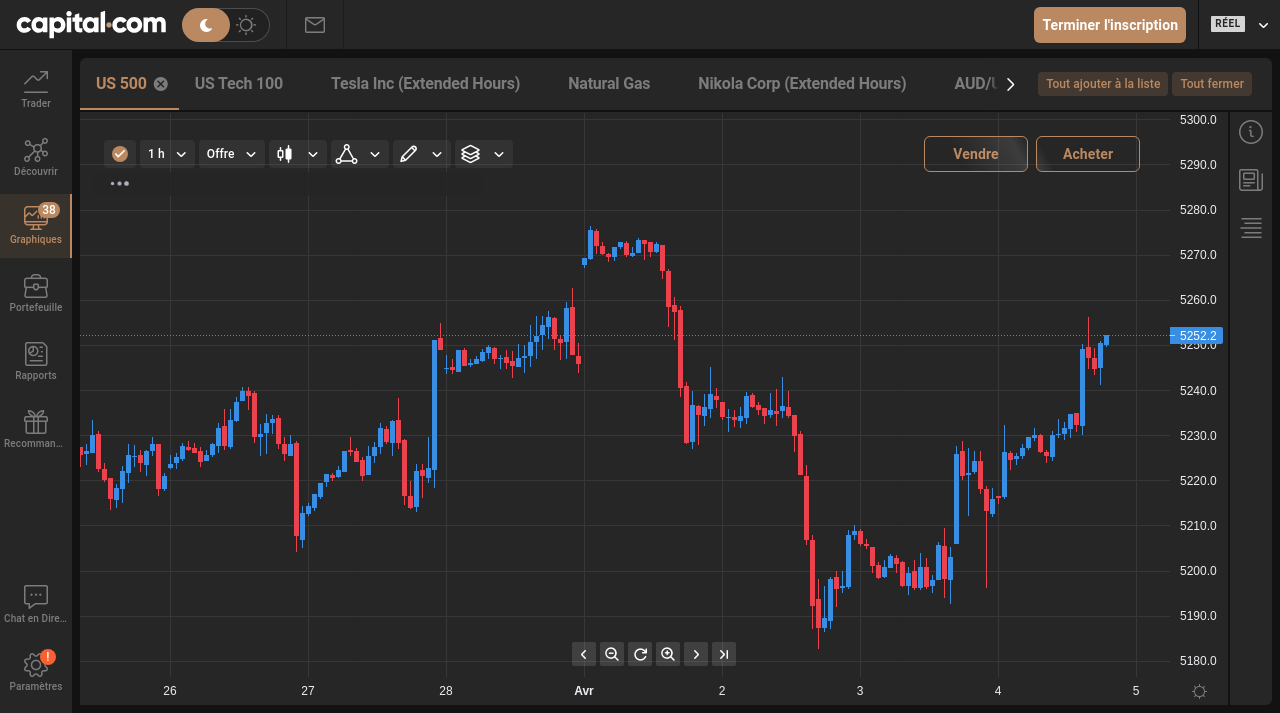 capital.com
Terminer l'inscription
RÉEL
US 500
US Tech 100
Tesla Inc (Extended Hours)
Natural Gas
Nikola Corp (Extended Hours)
AUD/
Tout ajouter à la liste
Tout fermer
Trader
Découvrir
38
Graphiques
Portefeuille
Rapports
Recomman...
Chat en Dire...
!
Paramètres
1 h
Offre
Vendre
Acheter
5300.0
5290.0
5280.0
5270.0
5260.0
5252.2
5250.0
5240.0
5230.0
5220.0
5210.0
5200.0
5190.0
5180.0
26
27
28
Avr
2
3
4
5